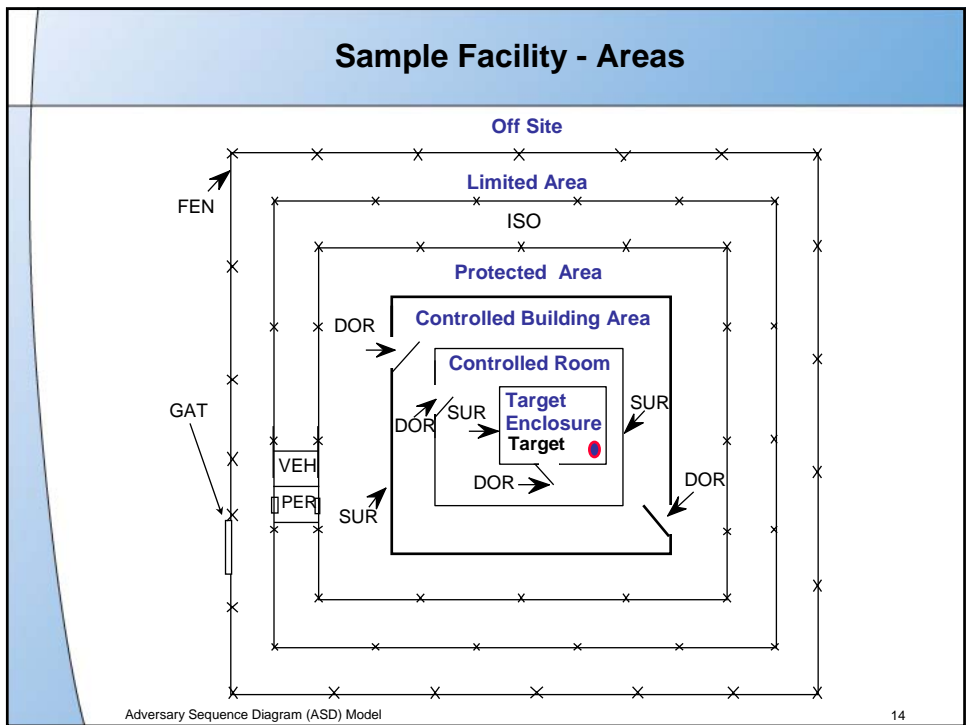 Sample Facility - Areas
Off Site
Limited Area
FEN
ISO
Protected Area
DOR
Controlled Building Area
Controlled Room
GAT
DOR
SUR
Target
Enclosure
Target
SUR
VEH
PER
SUR
DOR
DOR
Adversary Sequence Diagram (ASD) Model
14